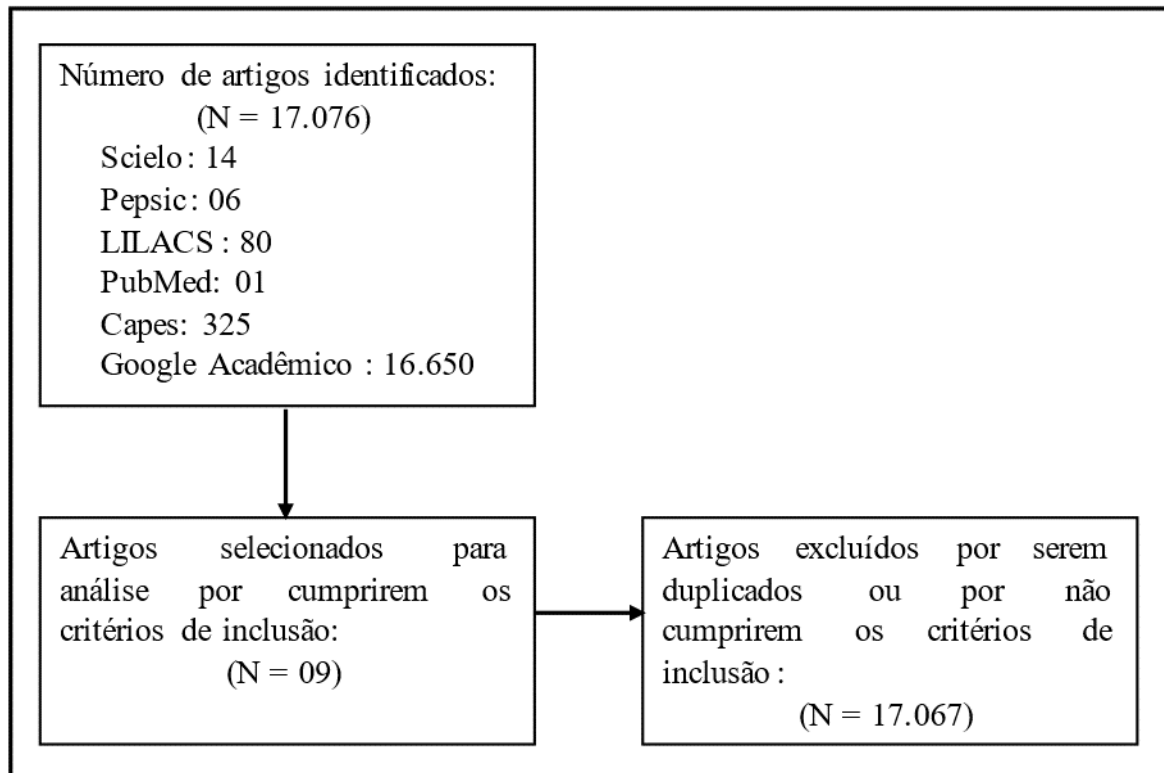 Número de artigos identificados:
(N = 17.076)
Scielo : 14
Pepsic : 06
LILACS : 80
PubMed: 01
Capes: 325
Google Acadêmico : 16.650
Artigos selecionados para
análise por cumprirem os
critérios de inclusão:
(N = 09)
Artigos excluídos por serem
duplicados ou por não
cumprirem os critérios de
inclusão :
(N = 17.067)